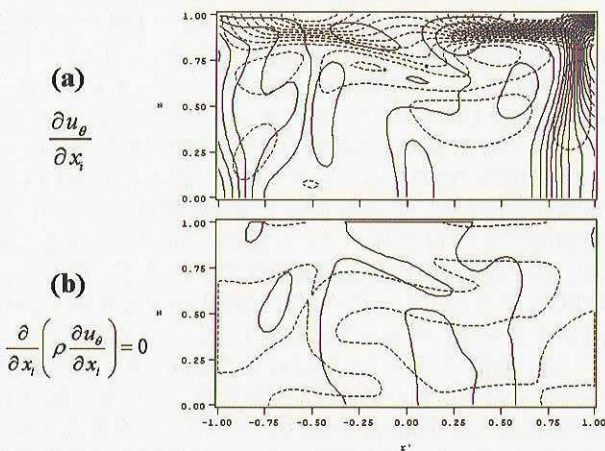 (a)
∂u_θ/∂x_i
1.00
0.75
0.50
0.25
0.00
z
(b)
∂/∂x_i (ρ ∂u_θ/∂x_i) = 0
1.00
0.75
0.50
0.25
0.00
z
-1.00 -0.75 -0.50 -0.25 0.00 0.25 0.50 0.75 1.00
r'